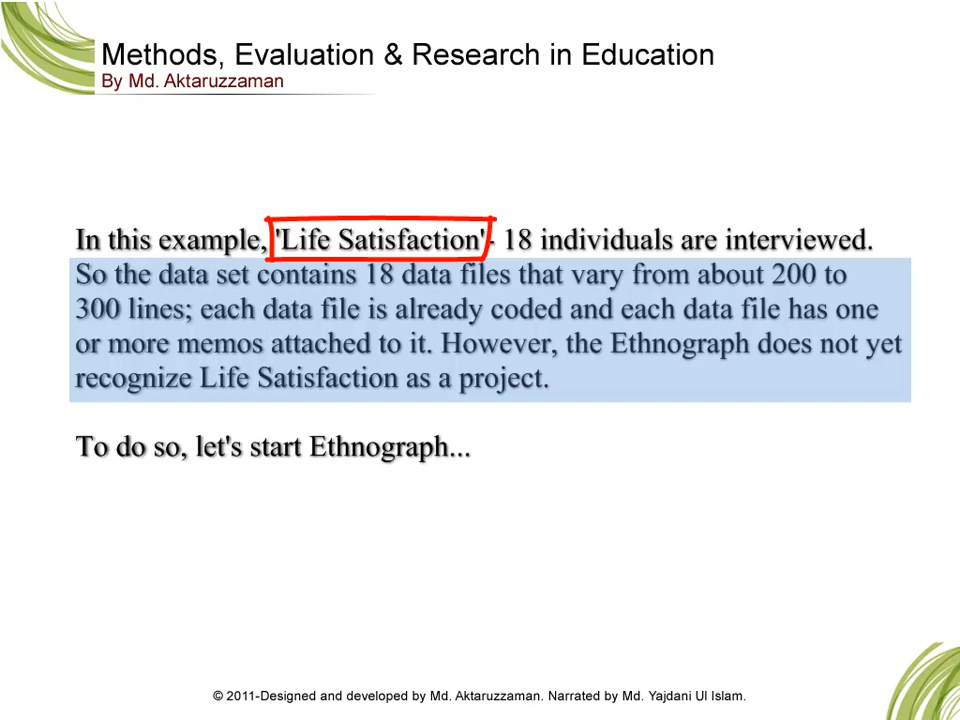 Methods, Evaluation & Research in Education
By Md. Aktaruzzaman
In this example, 'Life Satisfaction'- 18 individuals are interviewed.
So the data set contains 18 data files that vary from about 200 to
300 lines; each data file is already coded and each data file has one
or more memos attached to it. However, the Ethnograph does not yet
recognize Life Satisfaction as a project.
To do so, let's start Ethnograph...
© 2011-Designed and developed by Md. Aktaruzzaman. Narrated by Md. Yajdani Ul Islam.